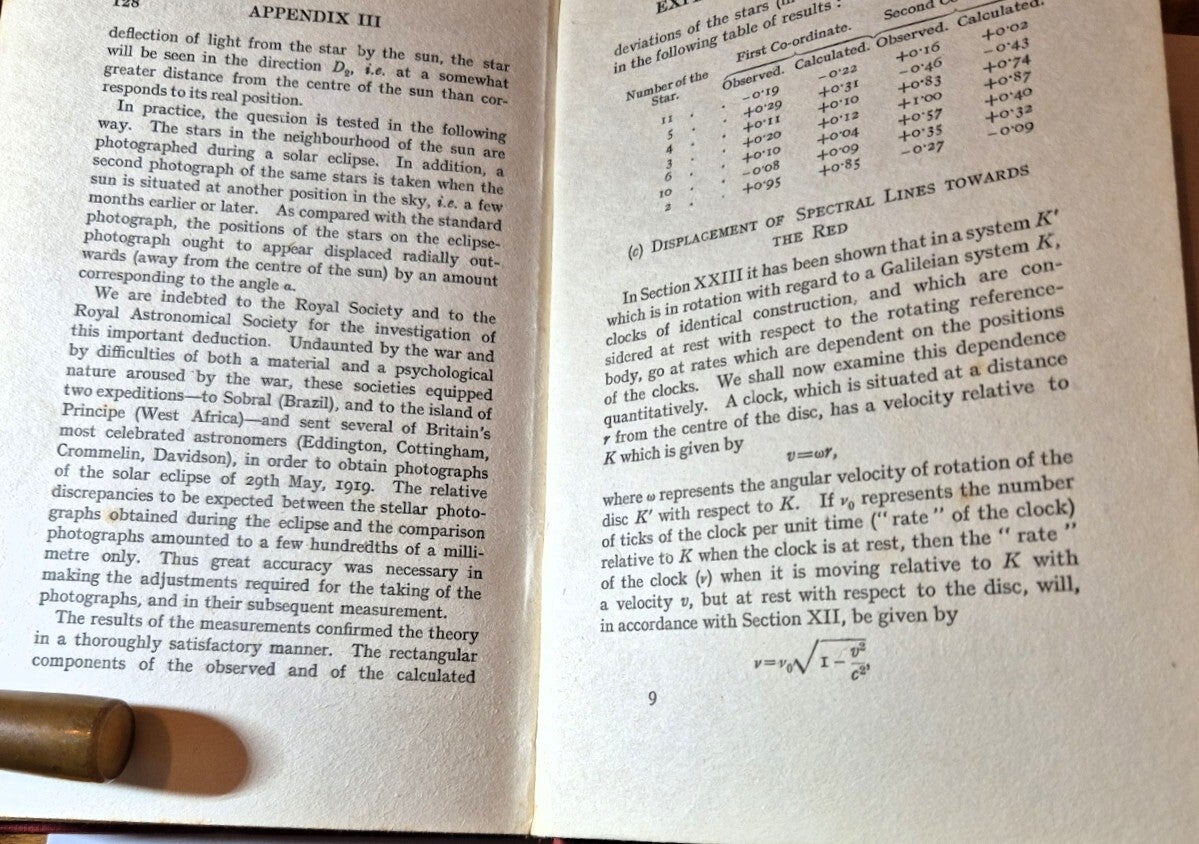 128
APPENDIX III
deflection of light from the star by the sun, the star
will be seen in the direction D₂, i.e. at a somewhat
greater distance from the centre of the sun than cor-
responds to its real position.
In practice, the question is tested in the following
way. The stars in the neighbourhood of the sun are
photographed during a solar eclipse. In addition, a
second photograph of the same stars is taken when the
sun is situated at another position in the sky, i.e. a few
months earlier or later. As compared with the standard
photograph, the positions of the stars on the eclipse-
photograph ought to appear displaced radially out-
wards (away from the centre of the sun) by an amount
corresponding to the angle a.
We are indebted to the Royal Society and to the
Royal Astronomical Society for the investigation of
this important deduction. Undaunted by the war and
by difficulties of both a material and a psychological
nature aroused by the war, these societies equipped
two expeditions—to Sobral (Brazil), and to the island of
Principe (West Africa)—and sent several of Britain's
most celebrated astronomers (Eddington, Cottingham,
Crommelin, Davidson), in order to obtain photographs
of the solar eclipse of 29th May, 1919. The relative
discrepancies to be expected between the stellar photo-
graphs obtained during the eclipse and the comparison
photographs amounted to a few hundredths of a milli-
metre only. Thus great accuracy was necessary in
making the adjustments required for the taking of the
photographs, and in their subsequent measurement.
The results of the measurements confirmed the theory
in a thoroughly satisfactory manner. The rectangular
components of the observed and of the calculated
deviations of the stars
in the following table of results :
First Co-ordinate. Second
Number of the Star. Observed. Calculated. Observed. Calculated.
11 . . −0·19 −0·22 +0·16 +0·02
5 . . +0·29 +0·31 −0·46 −0·43
4 . . +0·11 +0·10 +0·83 +0·74
3 . . +0·20 +0·12 +1·00 +0·87
6 . . +0·10 +0·04 +0·57 +0·40
10 . . −0·08 +0·09 +0·35 +0·32
2 . . +0·95 +0·85 −0·27 −0·09
(c) DISPLACEMENT OF SPECTRAL LINES TOWARDS
THE RED
In Section XXIII it has been shown that in a system K'
which is in rotation with regard to a Galileian system K,
clocks of identical construction, and which are con-
sidered at rest with respect to the rotating reference-
body, go at rates which are dependent on the positions
of the clocks. We shall now examine this dependence
quantitatively. A clock, which is situated at a distance
r from the centre of the disc, has a velocity relative to
K which is given by
v=ωr,
where ω represents the angular velocity of rotation of the
disc K' with respect to K. If ν₀ represents the number
of ticks of the clock per unit time (“ rate ” of the clock)
relative to K when the clock is at rest, then the “ rate ”
of the clock (ν) when it is moving relative to K with
a velocity v, but at rest with respect to the disc, will,
in accordance with Section XII, be given by
ν=ν₀√1−v²/c²,
9